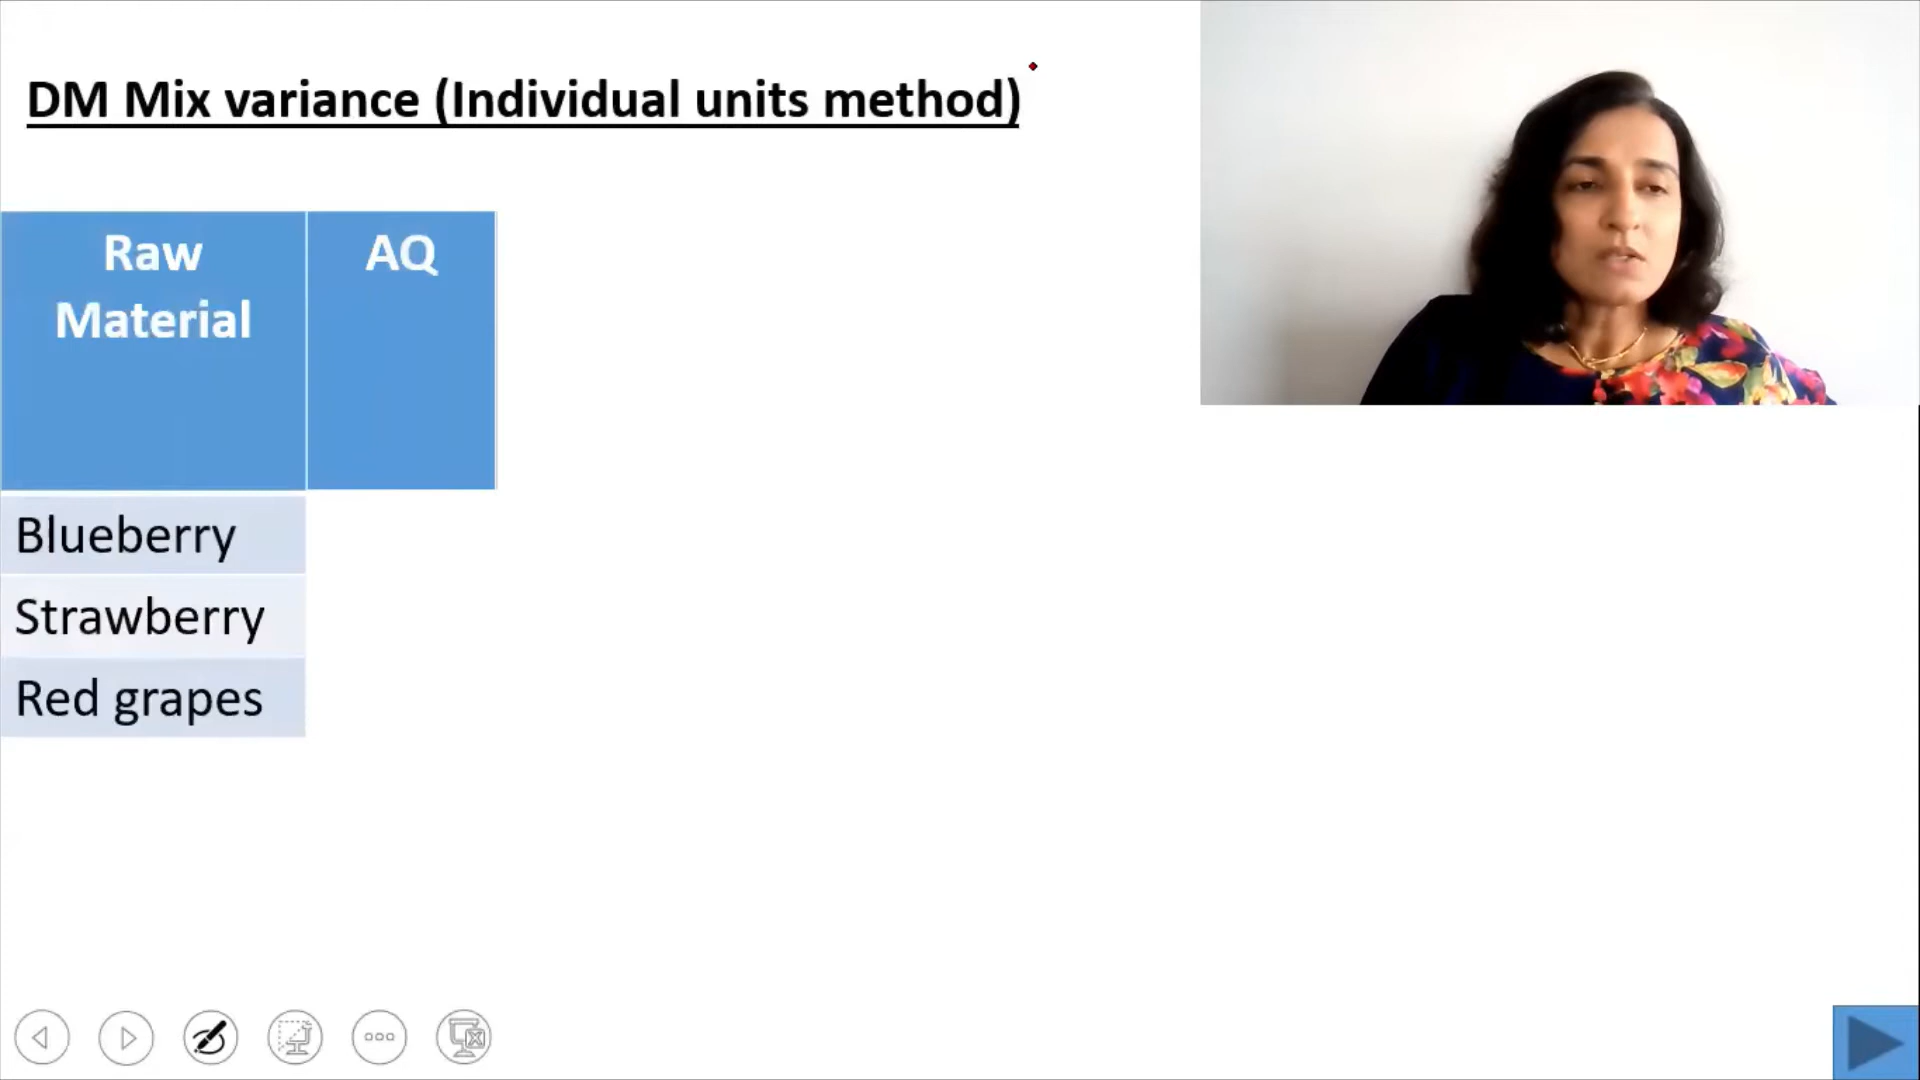 DM Mix variance (Individual units method)
Raw
Material
AQ
Blueberry
Strawberry
Red grapes